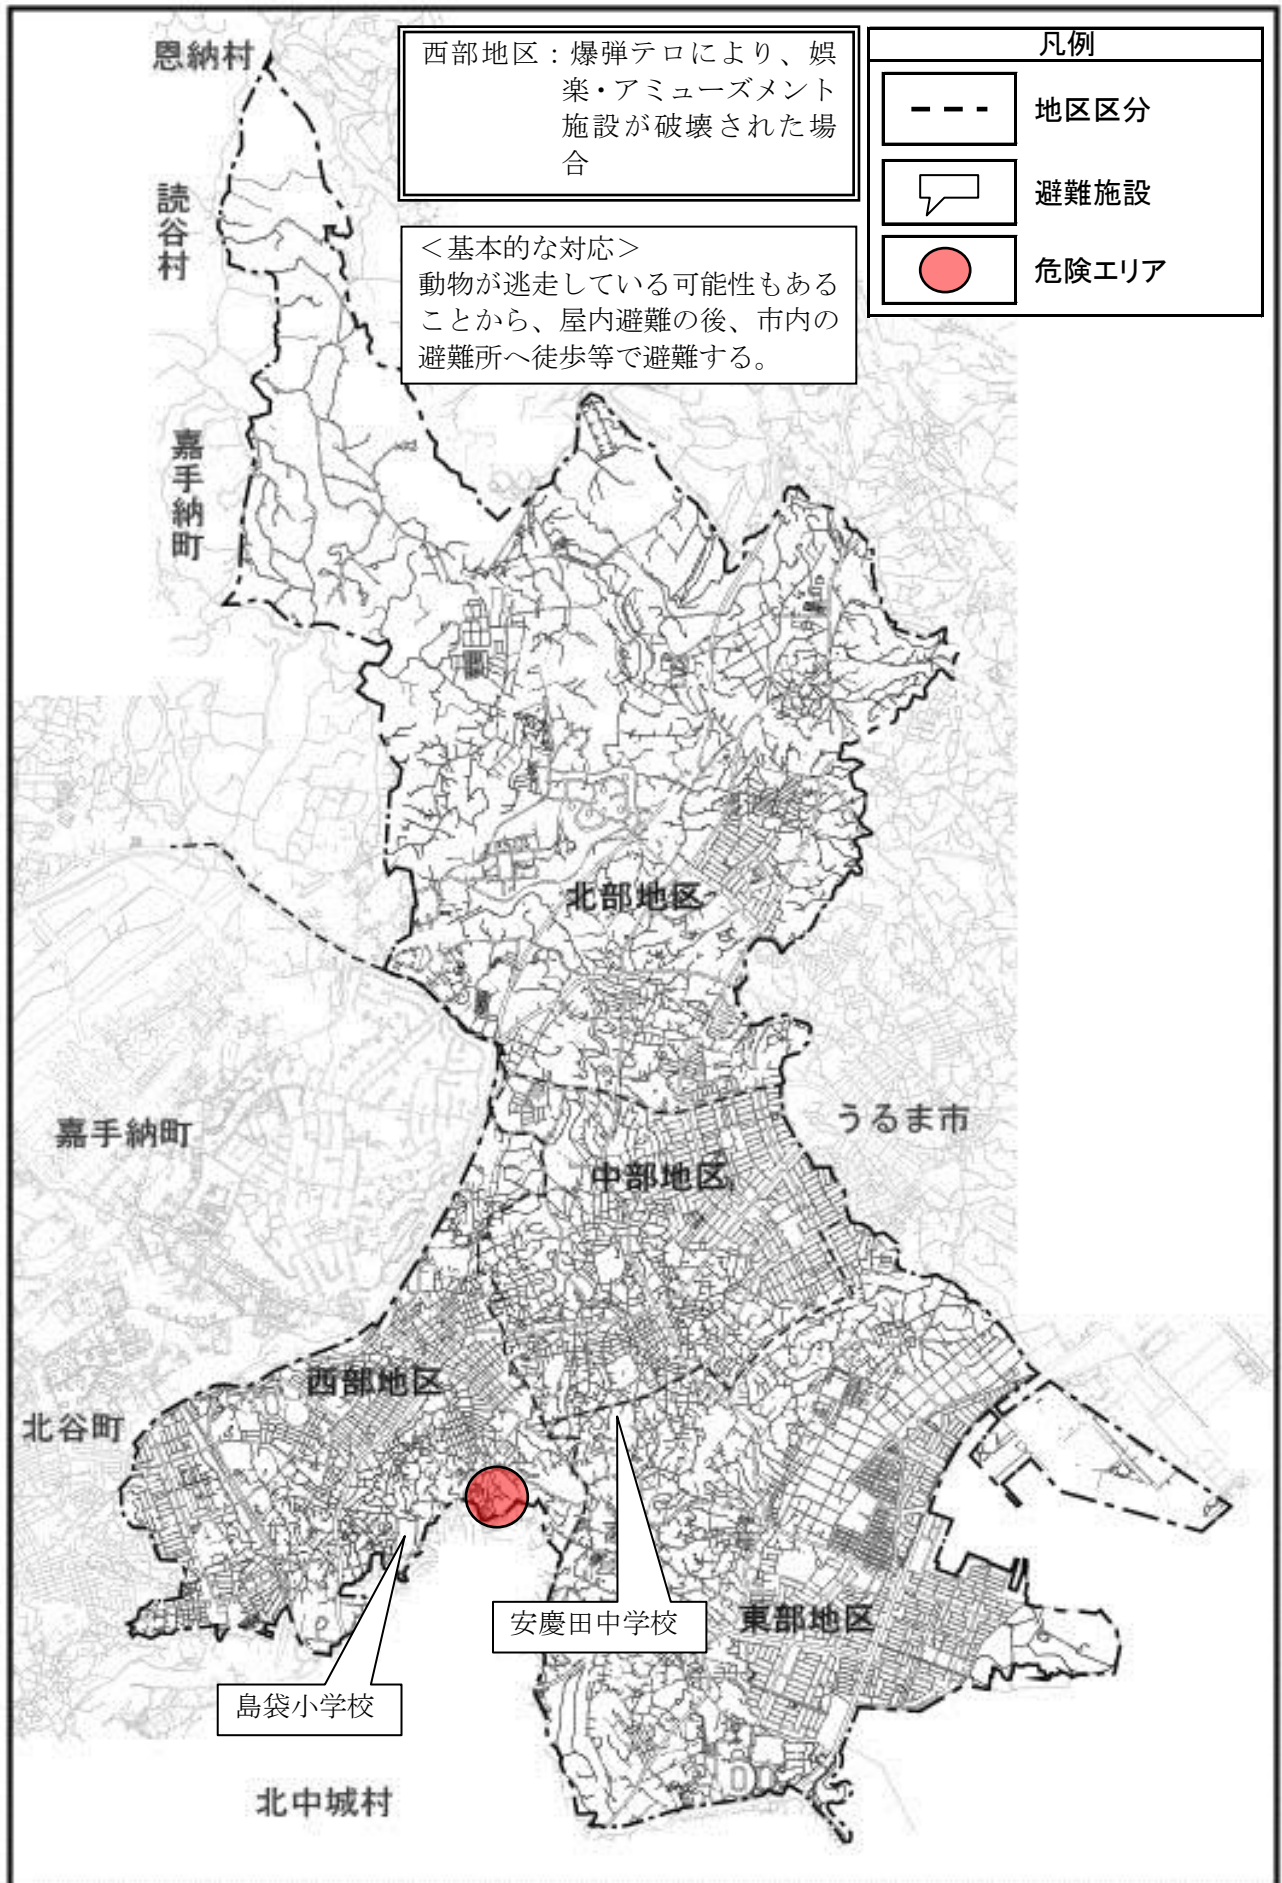 恩納村
西部地区：爆弾テロにより、娯
楽・アミューズメント
施設が破壊された場
合
凡例
地区区分
避難施設
危険エリア
読谷村
＜基本的な対応＞
動物が逃走している可能性もある
ことから、屋内避難の後、市内の
避難所へ徒歩等で避難する。
嘉手納町
北部地区
嘉手納町
うるま市
中部地区
西部地区
北谷町
安慶田中学校
東部地区
島袋小学校
北中城村